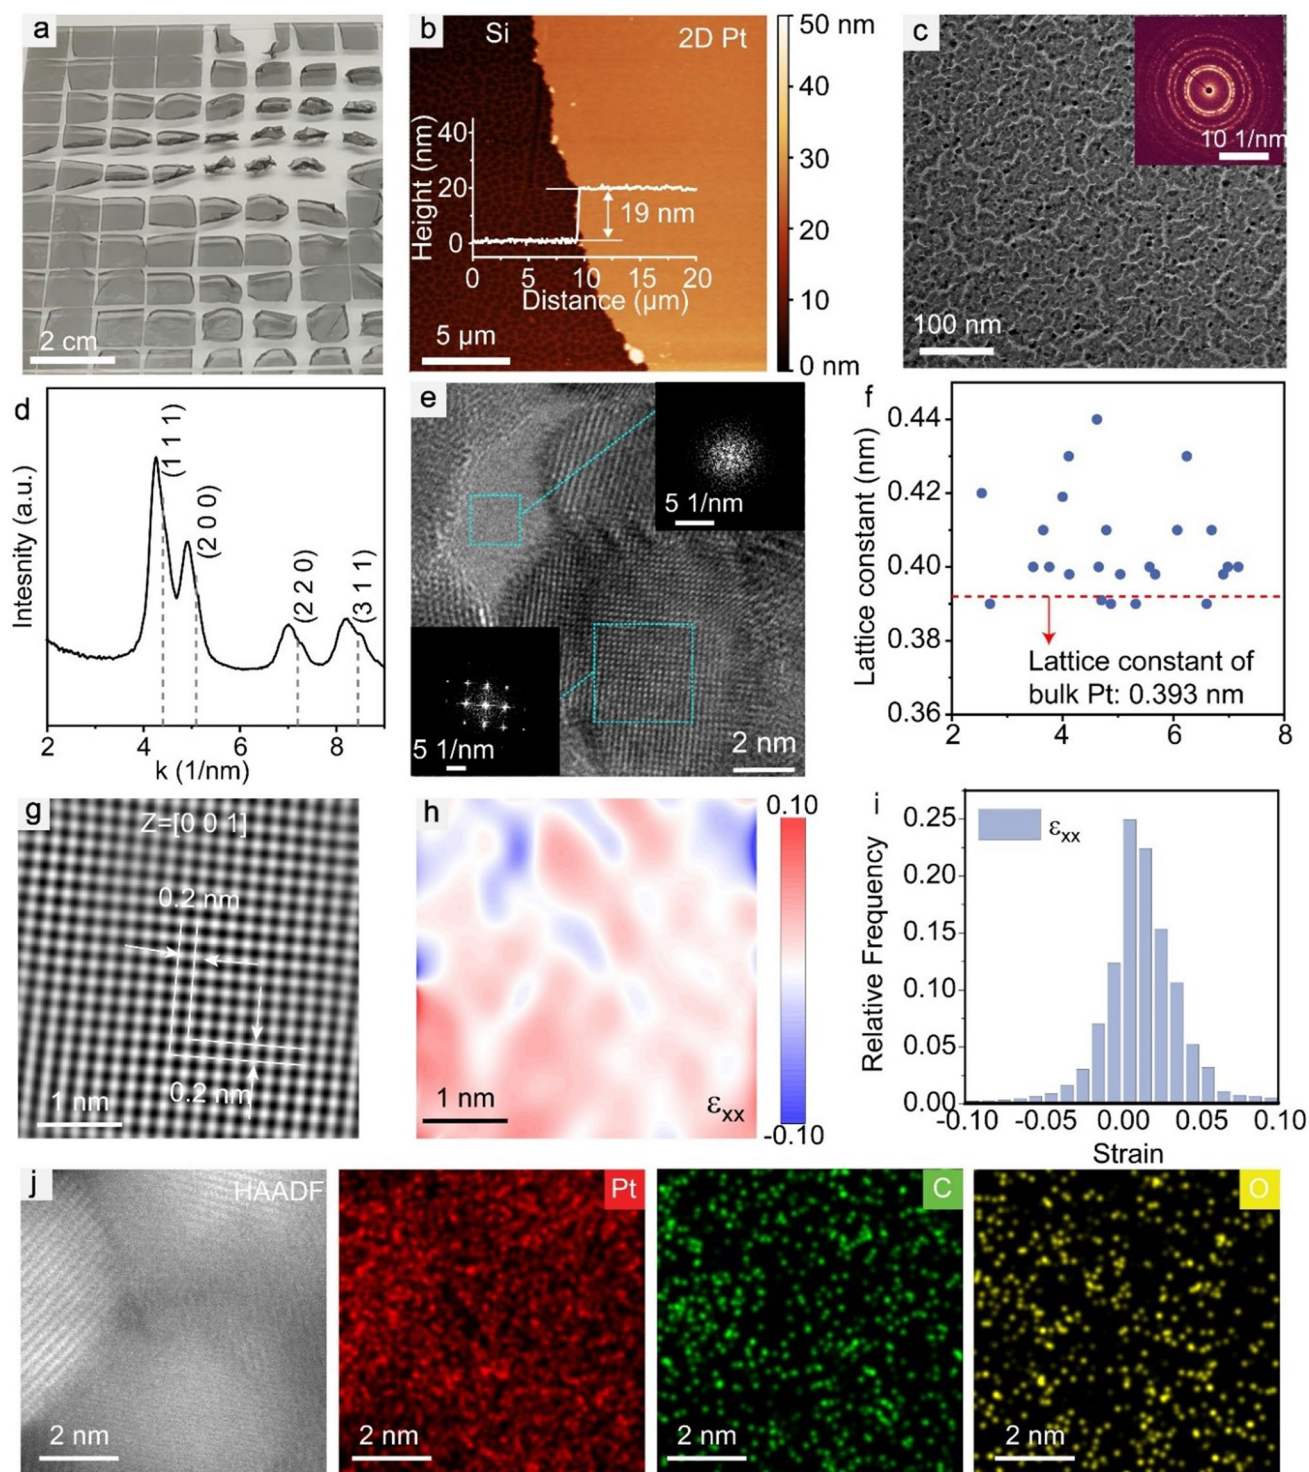 a
2 cm
b
Si
2D Pt
50 nm
40
30
20
10
0 nm
Height (nm)
40
20
0
19 nm
0
5
10
15
20
Distance (µm)
5 µm
c
10 1/nm
100 nm
d
Intesnity (a.u.)
(1 1 1)
(2 0 0)
(2 2 0)
(3 1 1)
2
4
6
8
k (1/nm)
e
5 1/nm
5 1/nm
2 nm
f
Lattice constant (nm)
0.44
0.42
0.40
0.38
0.36
Lattice constant of
bulk Pt: 0.393 nm
2
4
6
8
g
Z=[0 0 1]
0.2 nm
0.2 nm
1 nm
h
1 nm
εxx
0.10
-0.10
i
εxx
Relative Frequency
0.25
0.20
0.15
0.10
0.05
0.00
-0.10
-0.05
0.00
0.05
0.10
Strain
j
HAADF
2 nm
Pt
2 nm
C
2 nm
O
2 nm